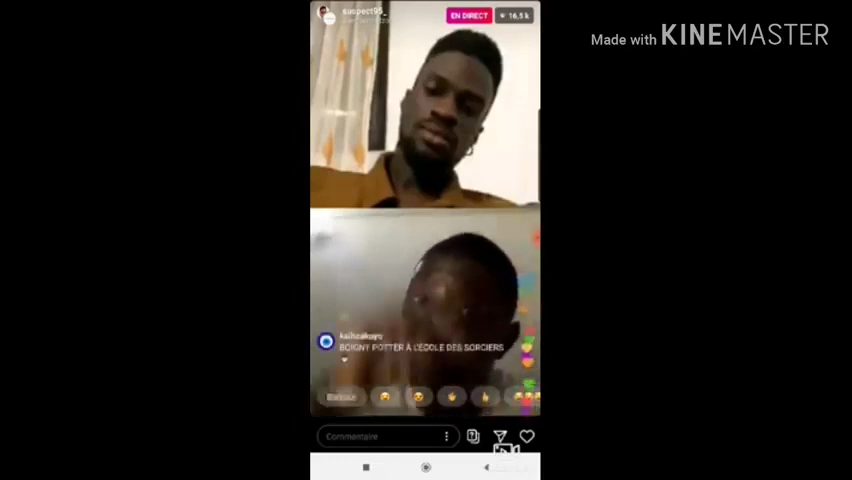 suspect95_
EN DIRECT
16,5 k
Made with KINEMASTER
BOIGNY POTTER À L'ECOLE DES SORCIERS
Commentaire